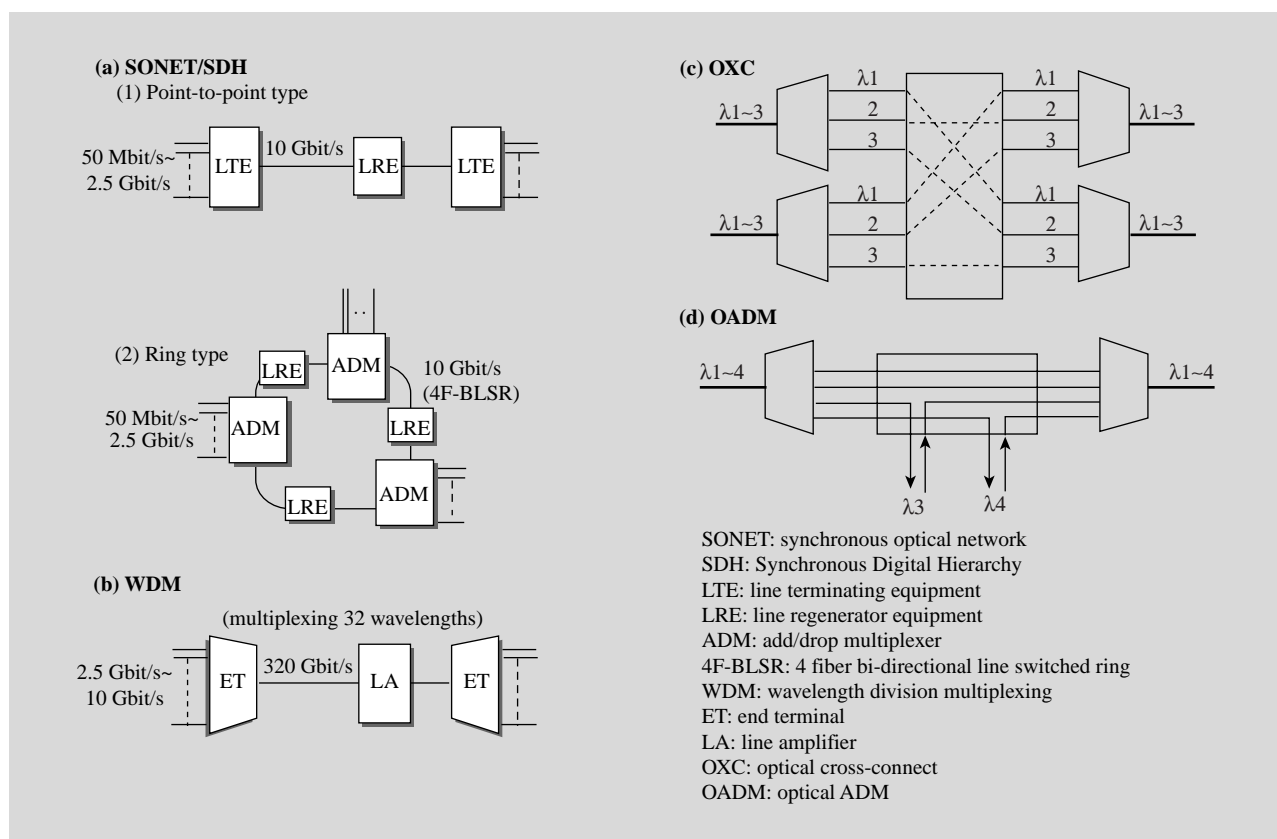 (a) SONET/SDH
(1) Point-to-point type
50 Mbit/s~
2.5 Gbit/s
LTE
10 Gbit/s
LRE
LTE
(2) Ring type
50 Mbit/s~
2.5 Gbit/s
ADM
LRE
ADM
10 Gbit/s
(4F-BLSR)
LRE
ADM
LRE
(b) WDM
(multiplexing 32 wavelengths)
2.5 Gbit/s~
10 Gbit/s
ET
320 Gbit/s
LA
ET
(c) OXC
λ1~3
λ1
2
3
λ1
2
3
λ1~3
λ1~3
λ1
2
3
λ1
2
3
λ1~3
(d) OADM
λ1~4
λ1~4
λ3
λ4
SONET: synchronous optical network
SDH: Synchronous Digital Hierarchy
LTE: line terminating equipment
LRE: line regenerator equipment
ADM: add/drop multiplexer
4F-BLSR: 4 fiber bi-directional line switched ring
WDM: wavelength division multiplexing
ET: end terminal
LA: line amplifier
OXC: optical cross-connect
OADM: optical ADM